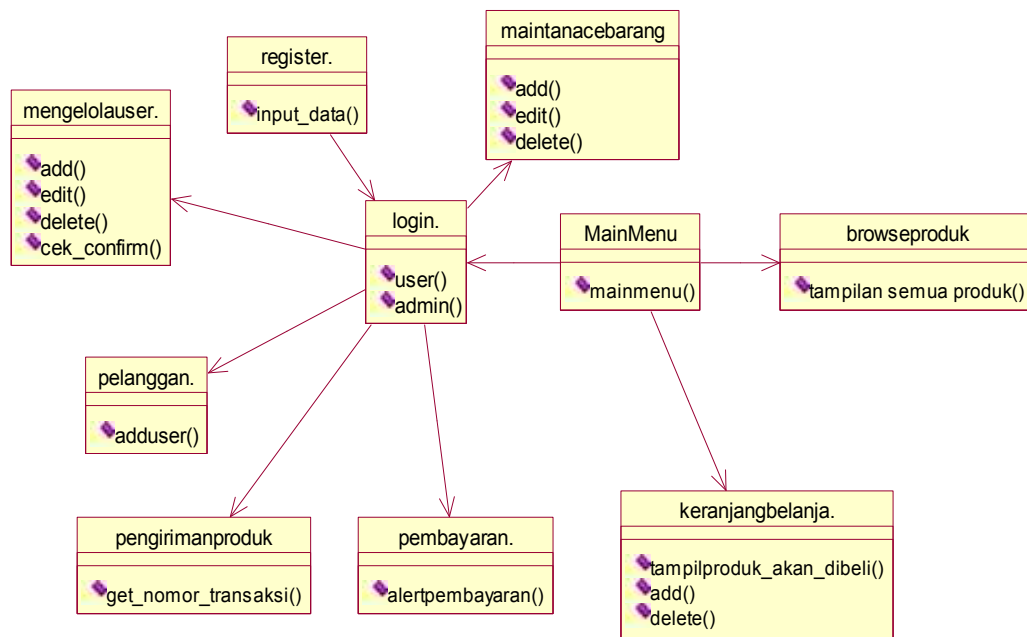 maintanacebarang
add()
edit()
delete()
register.
input_data()
mengelolauser.
add()
edit()
delete()
cek_confirm()
login.
user()
admin()
MainMenu
mainmenu()
browseproduk
tampilan semua produk()
pelanggan.
adduser()
pengirimanproduk
get_nomor_transaksi()
pembayaran.
alertpembayaran()
keranjangbelanja.
tampilproduk_akan_dibeli()
add()
delete()